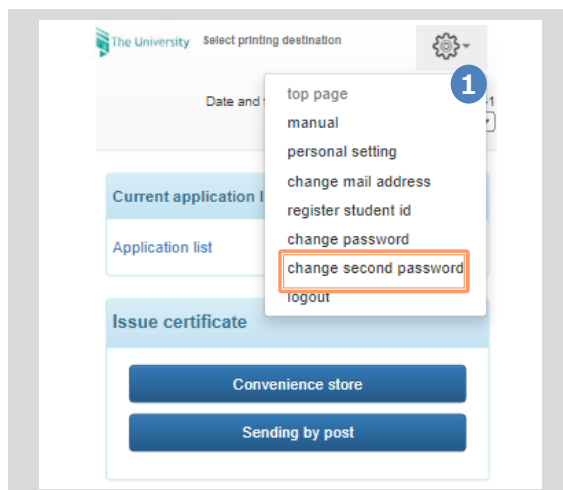 The University Select printing destination
1
Date and
-1
top page
manual
personal setting
change mail address
register student id
change password
change second password
logout
Current application
Application list
Issue certificate
Convenience store
Sending by post